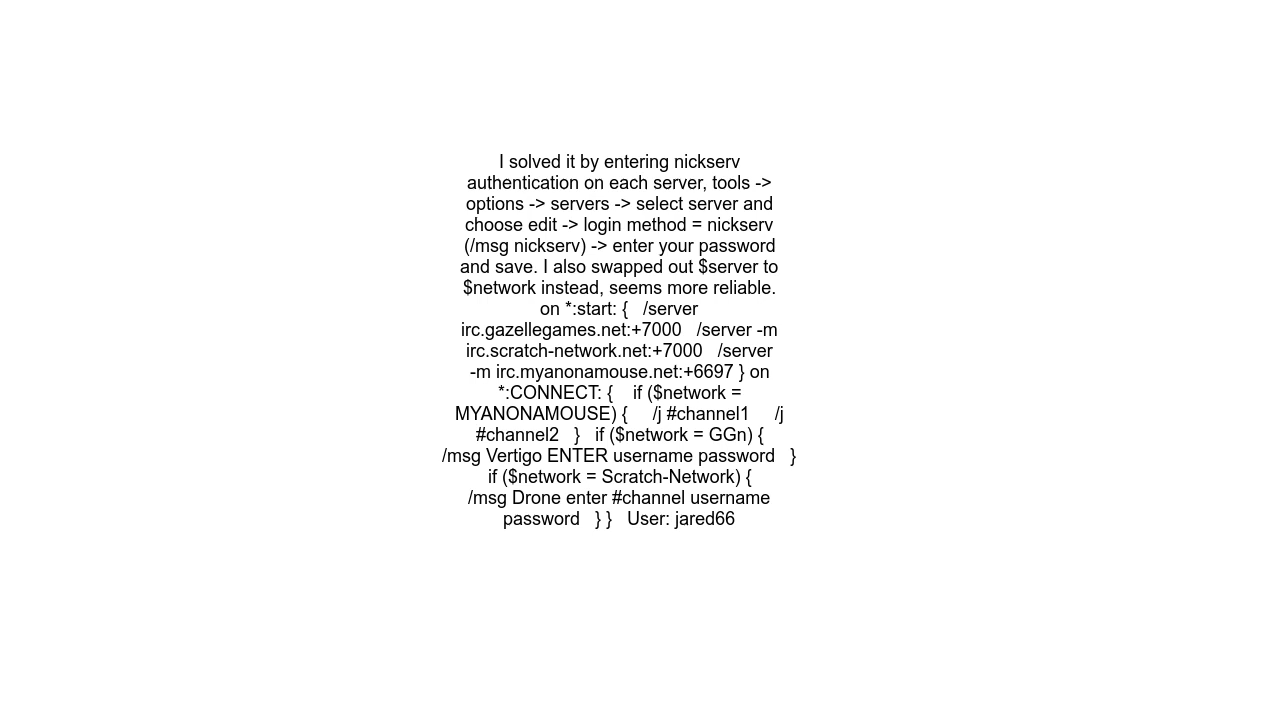 I solved it by entering nickserv
authentication on each server, tools ->
options -> servers -> select server and
choose edit -> login method = nickserv
(/msg nickserv) -> enter your password
and save. I also swapped out $server to
$network instead, seems more reliable.
on *:start: {   /server
irc.gazellegames.net:+7000   /server -m
irc.scratch-network.net:+7000   /server
-m irc.myanonamouse.net:+6697 } on
*:CONNECT: {    if ($network =
MYANONAMOUSE) {     /j #channel1     /j
#channel2   }   if ($network = GGn) {
/msg Vertigo ENTER username password   }
if ($network = Scratch-Network) {
/msg Drone enter #channel username
password   } }   User: jared66